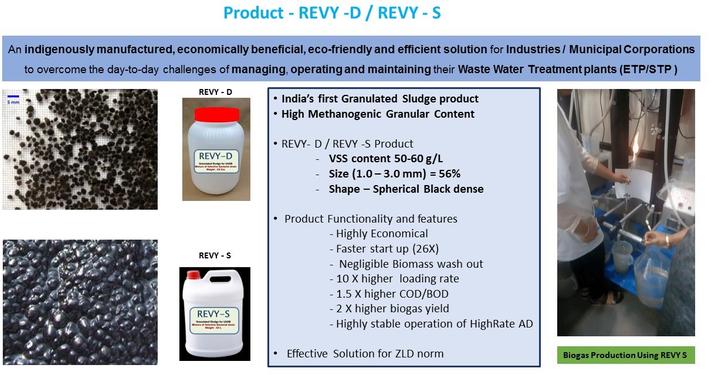 Product - REVY -D / REVY - S
An indigenously manufactured, economically beneficial, eco-friendly and efficient solution for Industries / Municipal Corporations
to overcome the day-to-day challenges of managing, operating and maintaining their Waste Water Treatment plants (ETP/STP )
5 mm
REVY - D
REVY-D
REVY - S
REVY-S
• India's first Granulated Sludge product
• High Methanogenic Granular Content
• REVY- D / REVY -S Product
- VSS content 50-60 g/L
- Size (1.0 – 3.0 mm) = 56%
- Shape – Spherical Black dense
• Product Functionality and features
- Highly Economical
- Faster start up (26X)
- Negligible Biomass wash out
- 10 X higher loading rate
- 1.5 X higher COD/BOD
- 2 X higher biogas yield
- Highly stable operation of HighRate AD
• Effective Solution for ZLD norm
Biogas Production Using REVY S